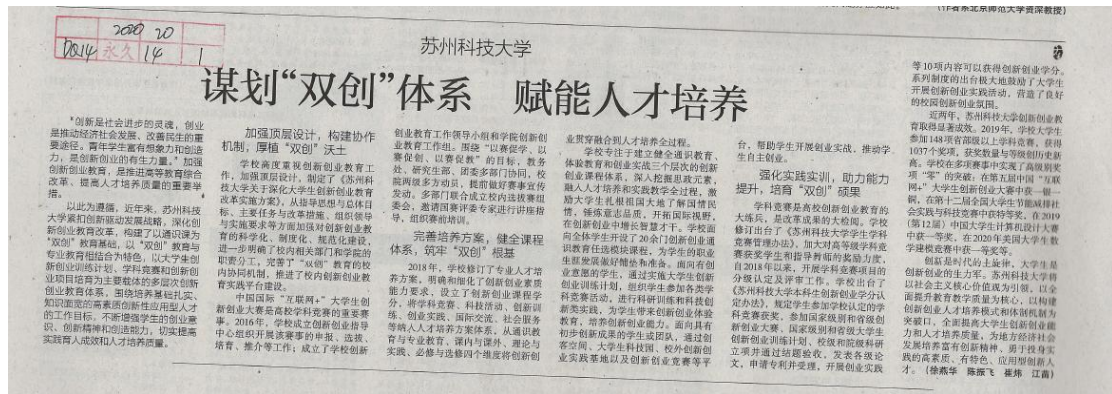 （作者系北京师范大学资深教授）
2020 20
DQ14 永久 14 1
苏州科技大学
谋划“双创”体系 赋能人才培养
“创新是社会进步的灵魂，创业
是推动经济社会发展、改善民生的重
要途径。青年学生富有想象力和创造
力，是创新创业的有生力量。”加强
创新创业教育，是推进高等教育综合
改革、提高人才培养质量的重要举
措。
以此为遵循，近年来，苏州科技
大学紧扣创新驱动发展战略，深化创
新创业教育改革，构建了以通识课为
“双创”教育基础，以“双创”教育与
专业教育相结合为特色，以大学生创
新创业训练计划、学科竞赛和创新创
业项目培育为主要载体的多层次创新
创业教育体系，围绕培养基础扎实、
知识面宽的高素质创新性应用型人才
的工作目标，不断增强学生的创业意
识、创新精神和创造能力，切实提高
实践育人成效和人才培养质量。
加强顶层设计，构建协作
机制，厚植“双创”沃土
学校高度重视创新创业教育工
作，加强顶层设计，制定了《苏州科
技大学关于深化大学生创新创业教育
改革实施方案》，从指导思想与总体目
标、主要任务与改革措施、组织领导
与实施要求等方面加强对创新创业教
育的科学化、制度化、规范化建设，
进一步明确了校内相关部门和学院的
职责分工，完善了“双创”教育的校
内协同机制，推进了校内创新创业教
育实践平台建设。
中国国际“互联网+”大学生创
新创业大赛是高校学科竞赛的重要赛
事。2016年，学校成立创新创业指导
中心组织开展该赛事的申报、选拔、
培育、推介等工作；成立了学校创新
创业教育工作领导小组和学院创新创
业教育工作组。围绕“以赛促学、以
赛促创、以赛促教”的目标，教务
处、研究生部、团委多部门协同，校
院两级多方动员，提前做好赛事宣传
发动。多部门联合成立校内选拔赛组
委会，邀请国赛评委专家进行讲座指
导，组织赛前培训。
完善培养方案，健全课程
体系，筑牢“双创”根基
2018年，学校修订了专业人才培
养方案，明确和细化了创新创业素质
能力要求，设立了创新创业课程学
分，将学科竞赛、科技活动、创新训
练、创业实践、国际交流、社会服务
等纳入人才培养方案体系，从通识教
育与专业教育、课内与课外、理论与
实践、必修与选修四个维度将创新创
业贯穿融合到人才培养全过程。
学校专注于建立健全通识教育、
体验教育和创业实战三个层次的创新
创业课程体系，深入挖掘思政元素，
融入人才培养和实践教学全过程，激
励大学生扎根祖国大地了解国情民
情，锤炼意志品质，开拓国际视野，
在创新创业中增长智慧才干。学校面
向全体学生开设了20余门创新创业通
识教育任选模块课程，为学生的职业
生涯发展做好储备和准备。面向有创
业意愿的学生，通过实施大学生创新
创业训练计划，组织学生参加各类学
科竞赛活动，进行科研训练和科技创
新类实践，为学生带来创新创业体验
教育，培养创新创业能力。面向具有
初步创新成果的学生或团队，通过创
客空间、大学生科技园、校外创新创
业实践基地以及创新创业竞赛等平
台，帮助学生开展创业实战，推动学
生自主创业。
强化实践实训，助力能力
提升，培育“双创”硕果
学科竞赛是高校创新创业教育的
大练兵，是改革成果的大检阅。学校
修订出台了《苏州科技大学学生学科
竞赛管理办法》，加大对高等级学科竞
赛获奖学生和指导教师的奖励力度，
自2018年以来，开展学科竞赛项目的
分级认定及评审工作。学校出台了
《苏州科技大学本科生创新创业学分认
定办法》，规定学生参加学校认定的学
科竞赛获奖、参加国家级和省级创新
创业大赛、国家级和省级大学生
创新创业训练计划、校级和院级科研
立项并通过结题验收，发表各级论
文，申请专利并受理，开展创业实践
等10项内容可以获得创新创业学分。
系列制度的出台极大地鼓励了大学生
开展创新创业实践活动，营造了良好
的校园创新创业氛围。
近两年，苏州科技大学创新创业教
育取得显著成效。2019年，学校大学生
参加148项省部级以上学科竞赛，获得
1037个奖项，获奖数量与等级创历史新
高。学校在多项赛事中实现了高级别奖
项“零”的突破：在第五届中国“互联
网+”大学生创新创业大赛中获一银一
铜，在第十二届全国大学生节能减排社
会实践与科技竞赛中获特等奖，在2019
（第12届）中国大学生计算机设计大赛
中获一等奖，在2020年美国大学生数
学建模竞赛中获一等奖等。
创新是时代的主旋律，大学生是
创新创业的生力军。苏州科技大学将
以社会主义核心价值观为引领，以全
面提升教育教学质量为核心，以构建
创新创业人才培养模式和体制机制为
突破口，全面提高大学生创新创业能
力和人才培养质量，为地方经济社会
发展培养富有创新精神、勇于投身实
践的高素质、有特色、应用型创新人
才。（徐燕华 陈振飞 崔炜 江苗）